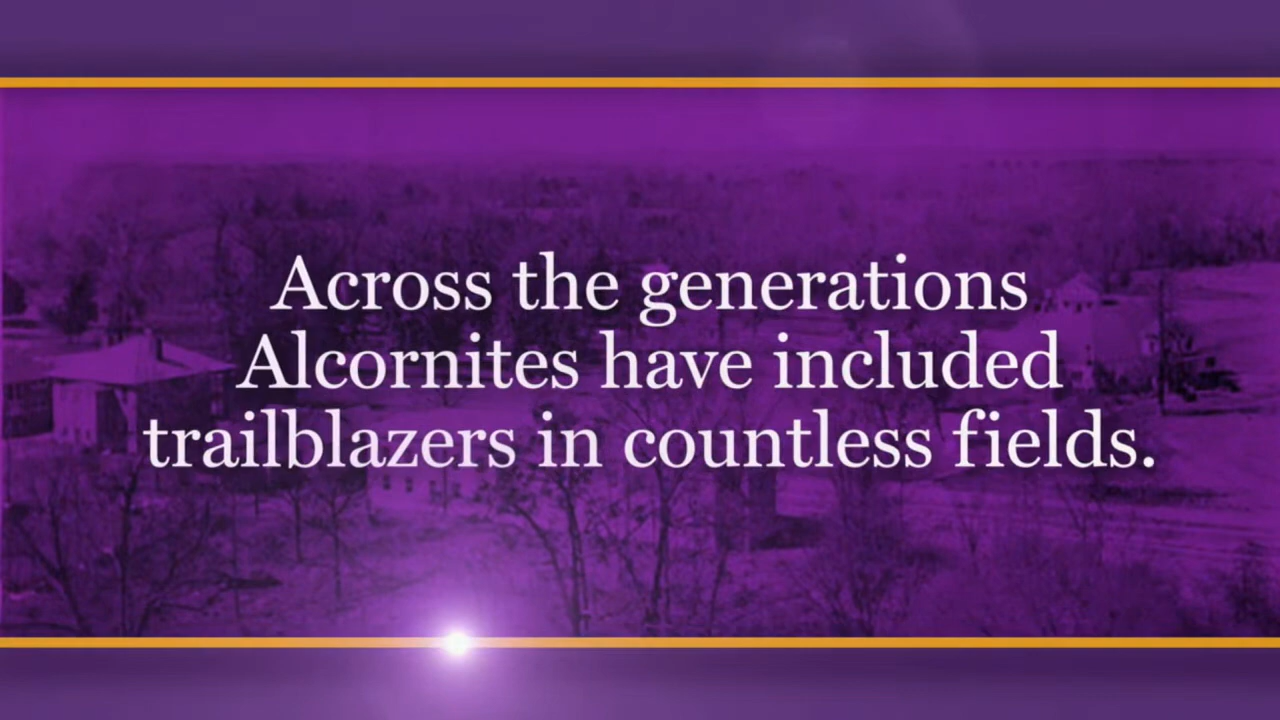 Across the generations
Alcornites have included
trailblazers in countless fields.